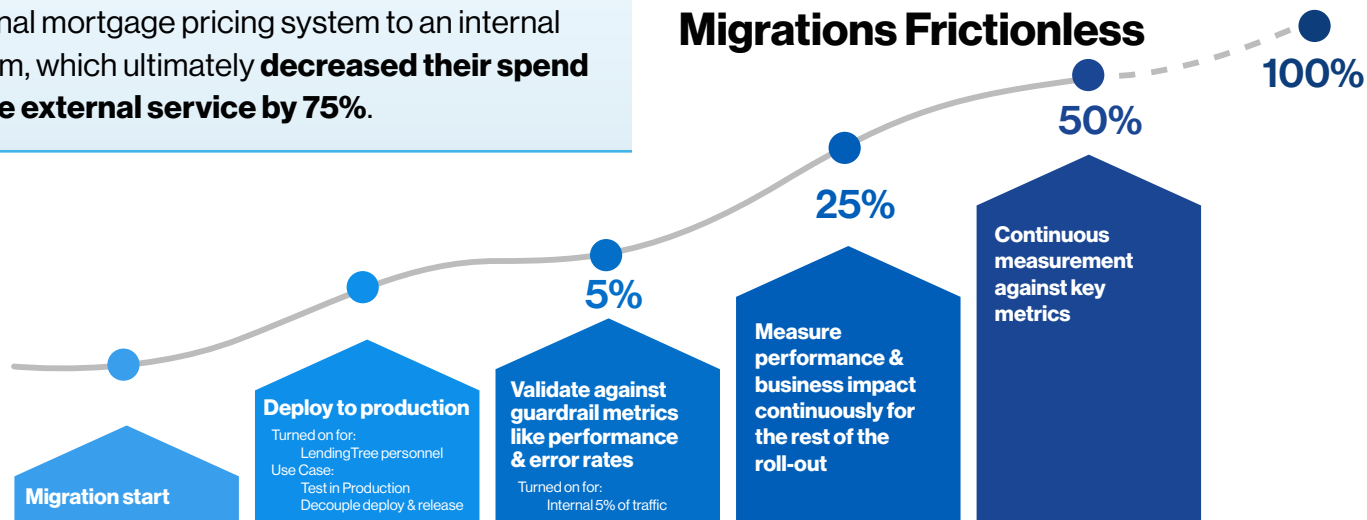 nal mortgage pricing system to an internal
m, which ultimately decreased their spend
e external service by 75%.
Migrations Frictionless
100%
50%
25%
5%
Migration start
Deploy to production
Turned on for:
LendingTree personnel
Use Case:
Test in Production
Decouple deploy & release
Validate against
guardrail metrics
like performance
& error rates
Turned on for:
Internal 5% of traffic
Measure
performance &
business impact
continuously for
the rest of the
roll-out
Continuous
measurement
against key
metrics